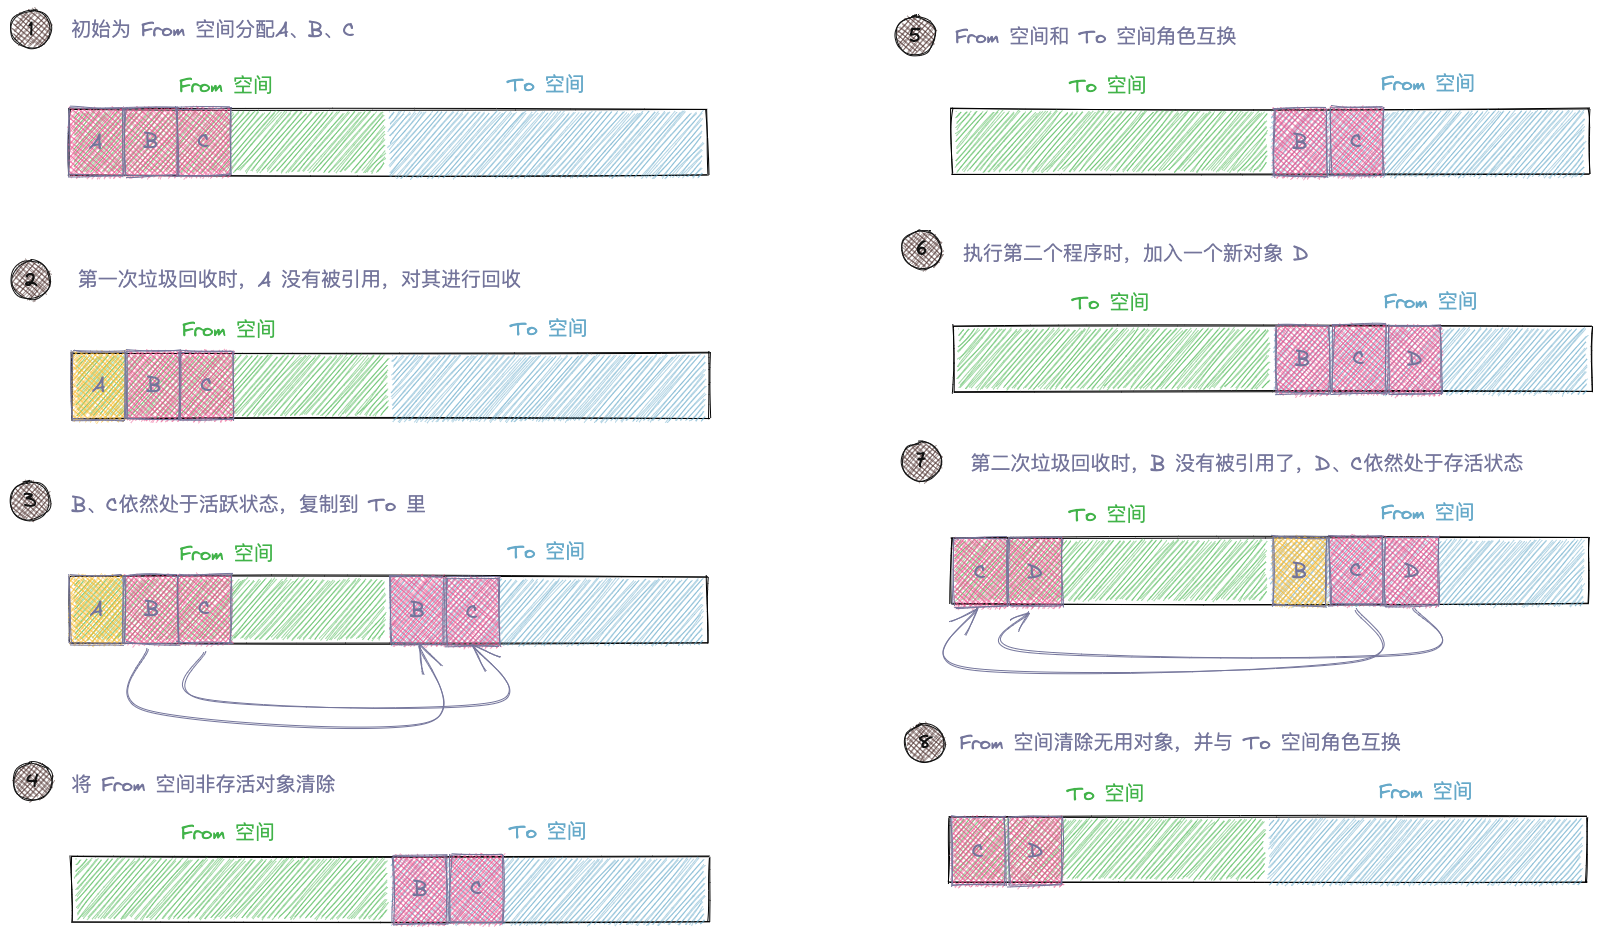 1 初始为 From 空间分配A、B、C
From 空间 To 空间
A B C
2 第一次垃圾回收时，A 没有被引用，对其进行回收
From 空间 To 空间
A B C
3 B、C依然处于活跃状态，复制到 To 里
From 空间 To 空间
A B C B C
4 将 From 空间非存活对象清除
From 空间 To 空间
B C
5 From 空间和 To 空间角色互换
To 空间 From 空间
B C
6 执行第二个程序时，加入一个新对象 D
To 空间 From 空间
B C D
7 第二次垃圾回收时，B 没有被引用了，D、C依然处于存活状态
To 空间 From 空间
C D B C D
8 From 空间清除无用对象，并与 To 空间角色互换
To 空间 From 空间
C D